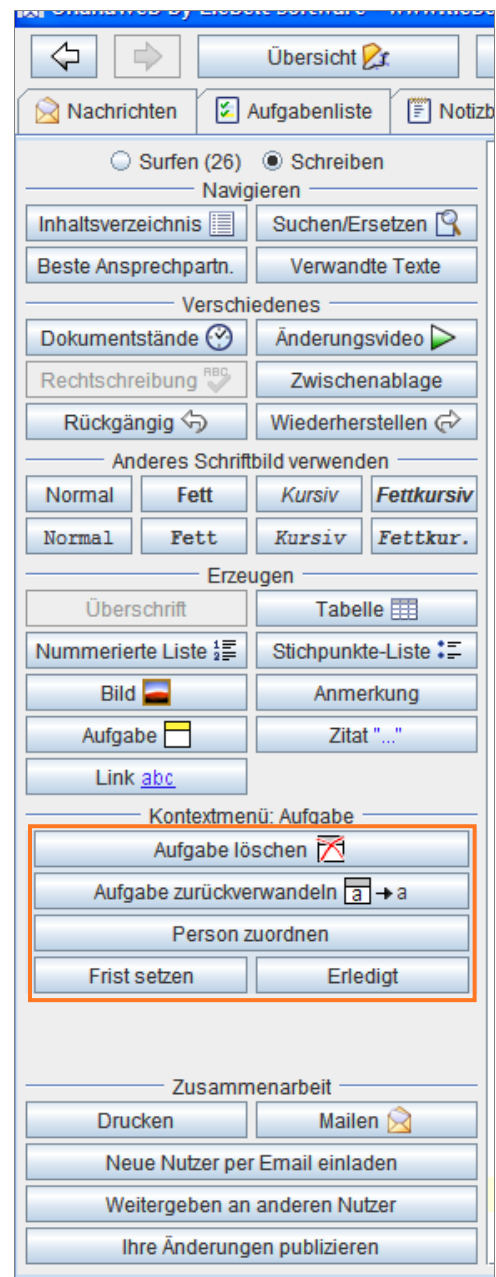 Übersicht
Nachrichten Aufgabenliste Notizb
Surfen (26) Schreiben
Navigieren
Inhaltsverzeichnis Suchen/Ersetzen
Beste Ansprechpartn. Verwandte Texte
Verschiedenes
Dokumentstände Änderungsvideo
Rechtschreibung ABC Zwischenablage
Rückgängig Wiederherstellen
Anderes Schriftbild verwenden
Normal Fett Kursiv Fettkursiv
Normal Fett Kursiv Fettkur.
Erzeugen
Überschrift Tabelle
Nummerierte Liste Stichpunkte-Liste
Bild Anmerkung
Aufgabe Zitat "..."
Link abc
Kontextmenü: Aufgabe
Aufgabe löschen
Aufgabe zurückverwandeln a → a
Person zuordnen
Frist setzen Erledigt
Zusammenarbeit
Drucken Mailen
Neue Nutzer per Email einladen
Weitergeben an anderen Nutzer
Ihre Änderungen publizieren